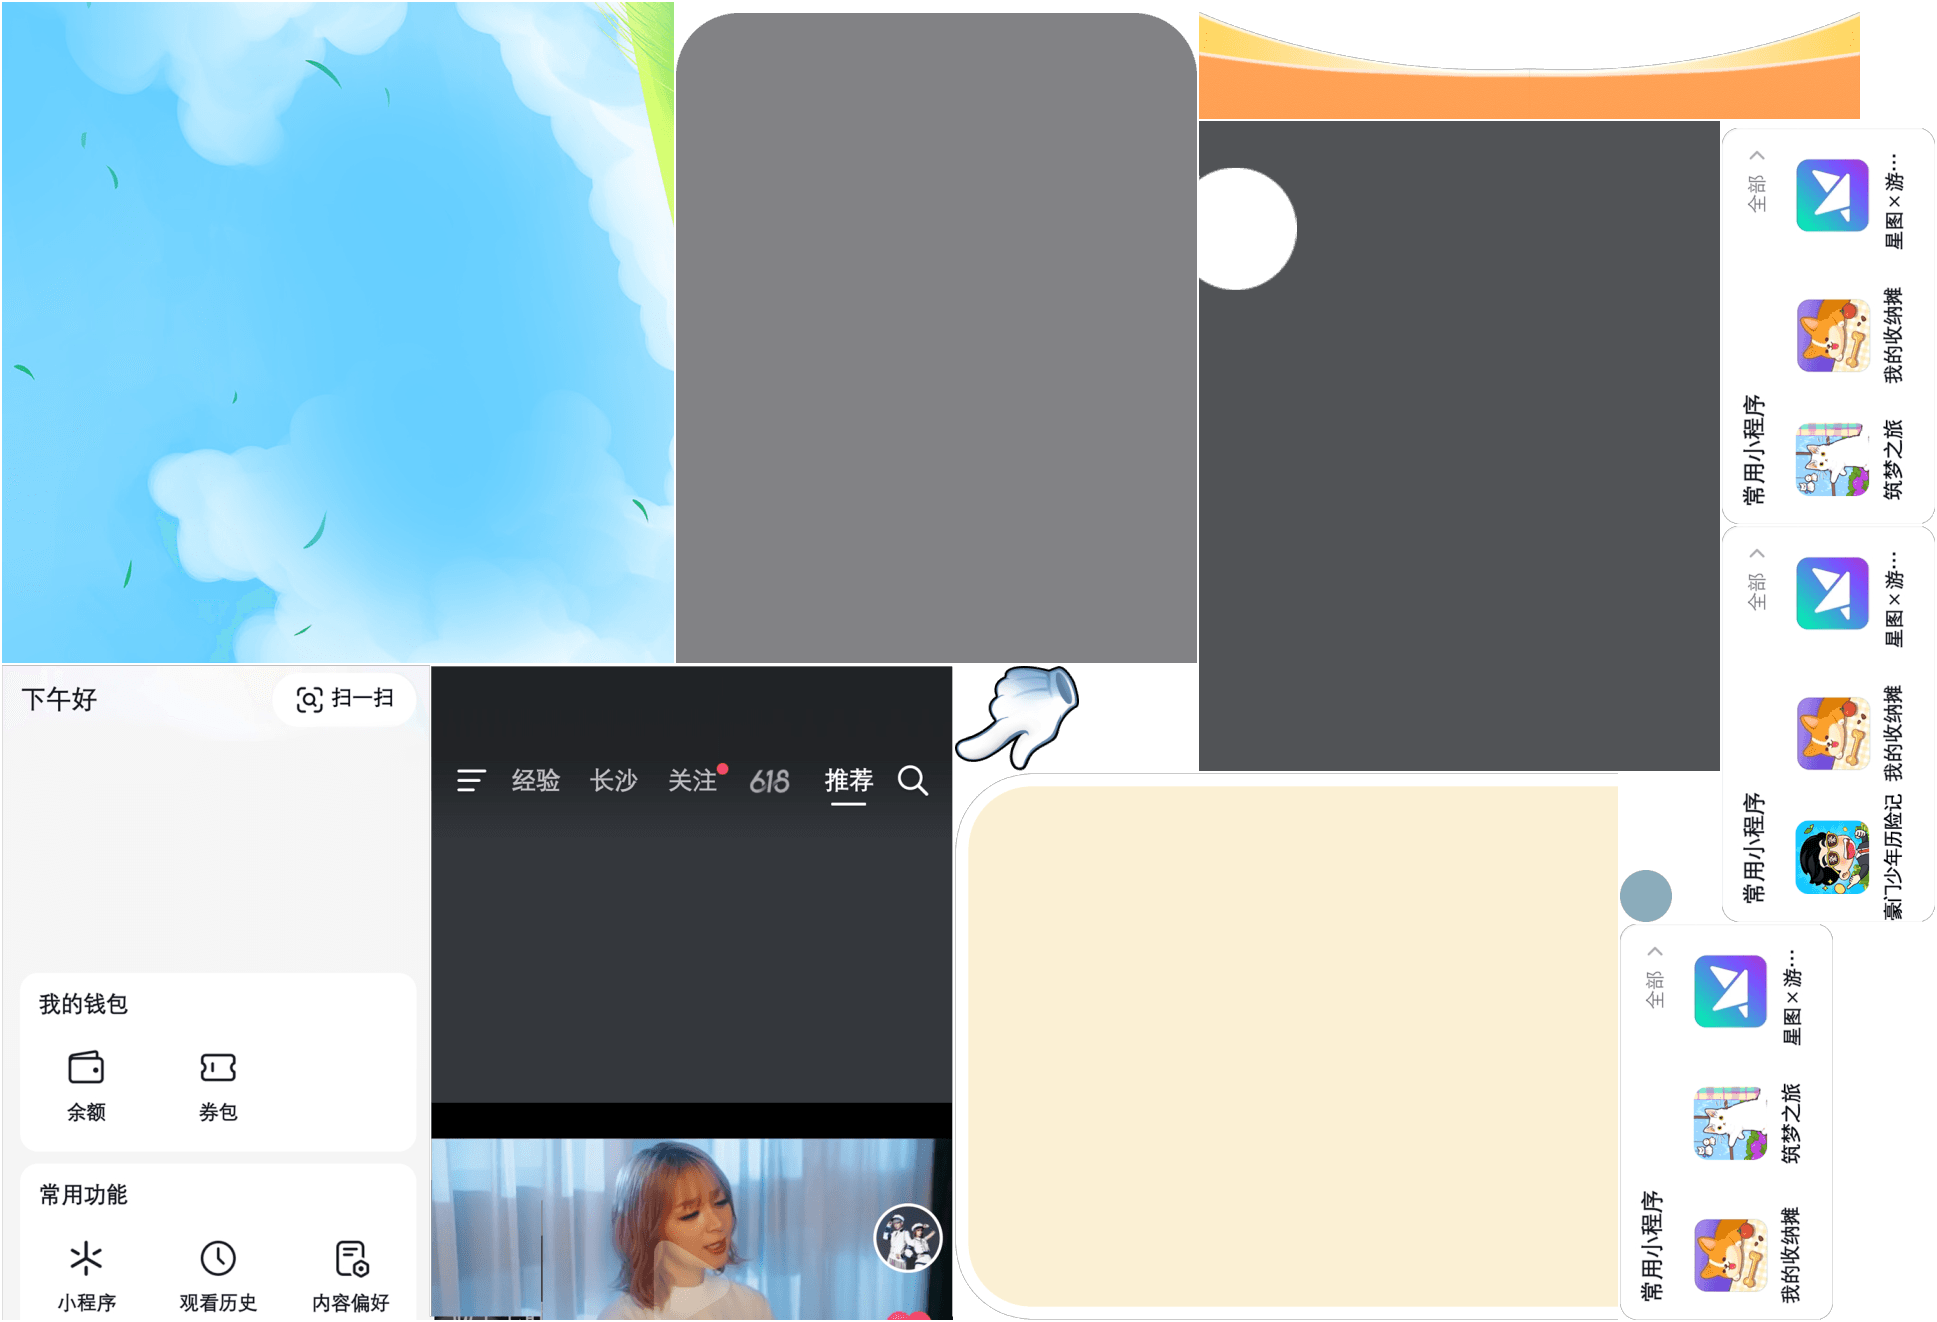 下午好
扫一扫
我的钱包
余额
券包
常用功能
小程序
观看历史
内容偏好
经验
长沙
关注
618
推荐
常用小程序
全部
筑梦之旅
我的收纳摊
星图×游…
常用小程序
全部
豪门少年历险记
我的收纳摊
星图×游…
常用小程序
全部
我的收纳摊
筑梦之旅
星图×游…